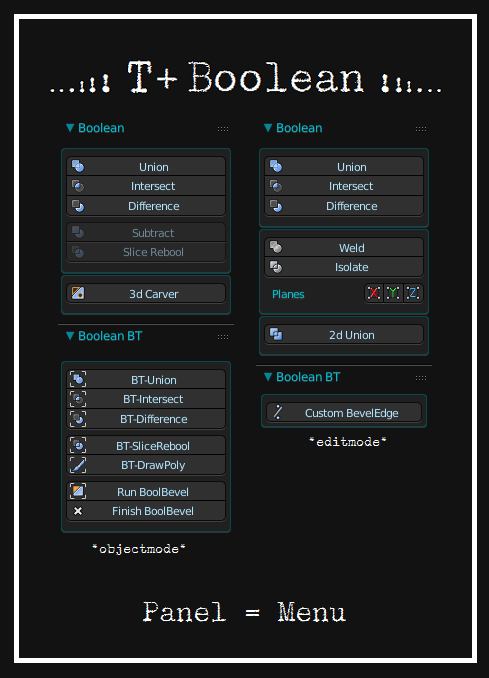 ...ııı! T+Boolean !ııı...
Boolean
Union
Intersect
Difference
Subtract
Slice Rebool
3d Carver
Boolean BT
BT-Union
BT-Intersect
BT-Difference
BT-SliceRebool
BT-DrawPoly
Run BoolBevel
Finish BoolBevel
*objectmode*
Boolean
Union
Intersect
Difference
Weld
Isolate
Planes X Y Z
2d Union
Boolean BT
Custom BevelEdge
*editmode*
Panel = Menu